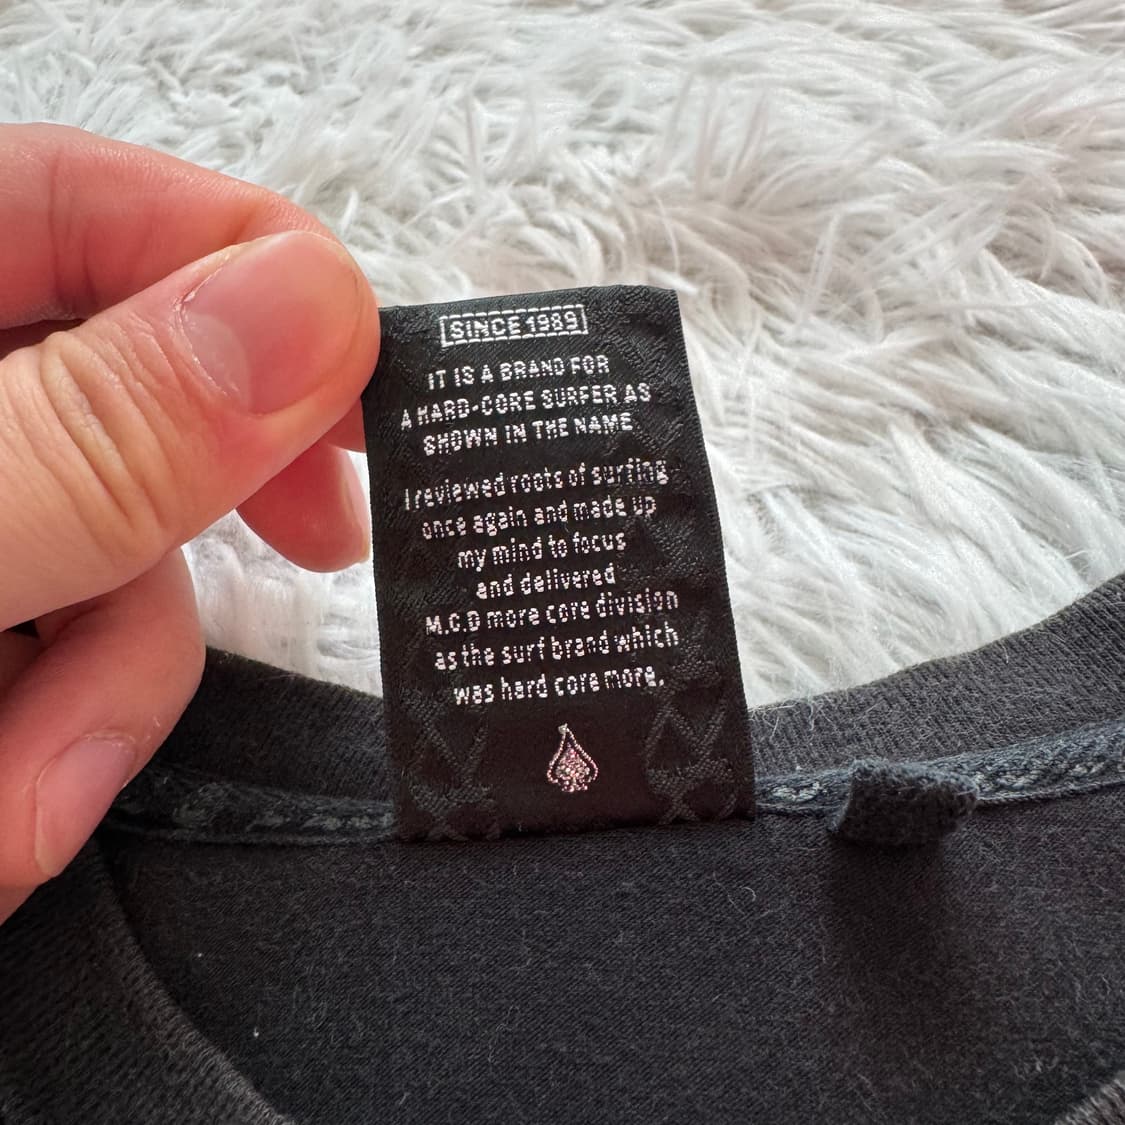 SINCE 1989
IT IS A BRAND FOR
A HARD-CORE SURFER AS
SHOWN IN THE NAME
I reviewed roots of surfing
once again and made up
my mind to focus
and delivered
M.C.D more core division
as the surf brand which
was hard core more.